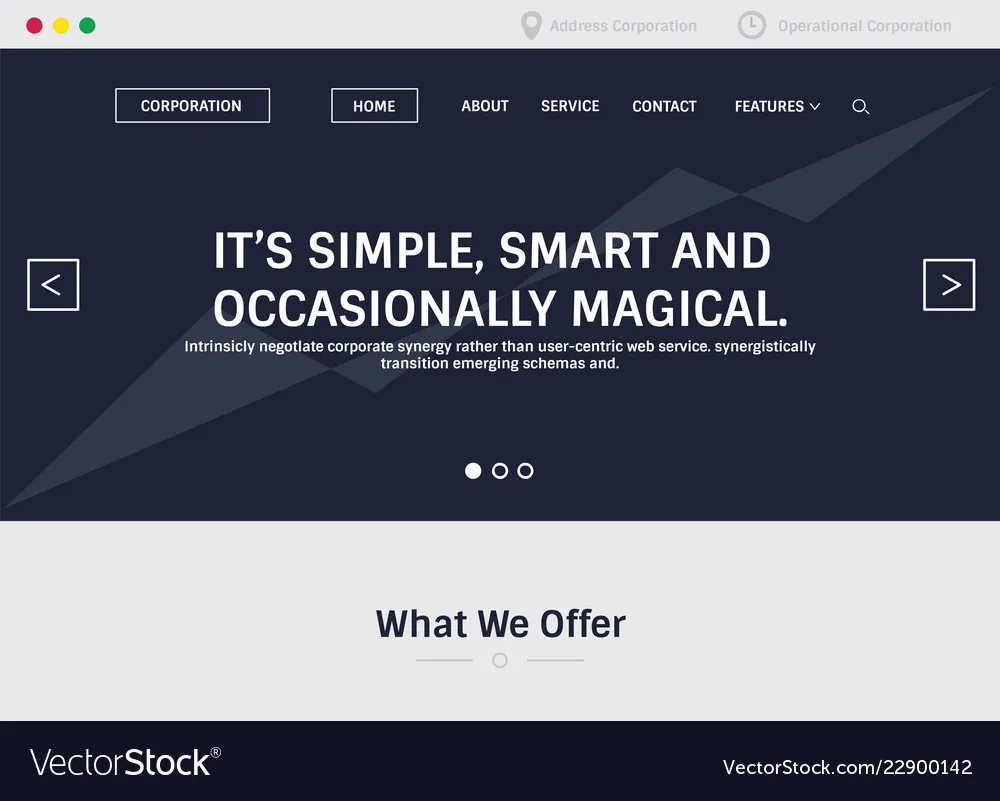 Address Corporation
Operational Corporation
CORPORATION
HOME
ABOUT
SERVICE
CONTACT
FEATURES
<
>
IT’S SIMPLE, SMART AND
OCCASIONALLY MAGICAL.
Intrinsicly negotlate corporate synergy rather than user-centric web service. synergistically
transition emerging schemas and.
What We Offer
VectorStock®
VectorStock.com/22900142